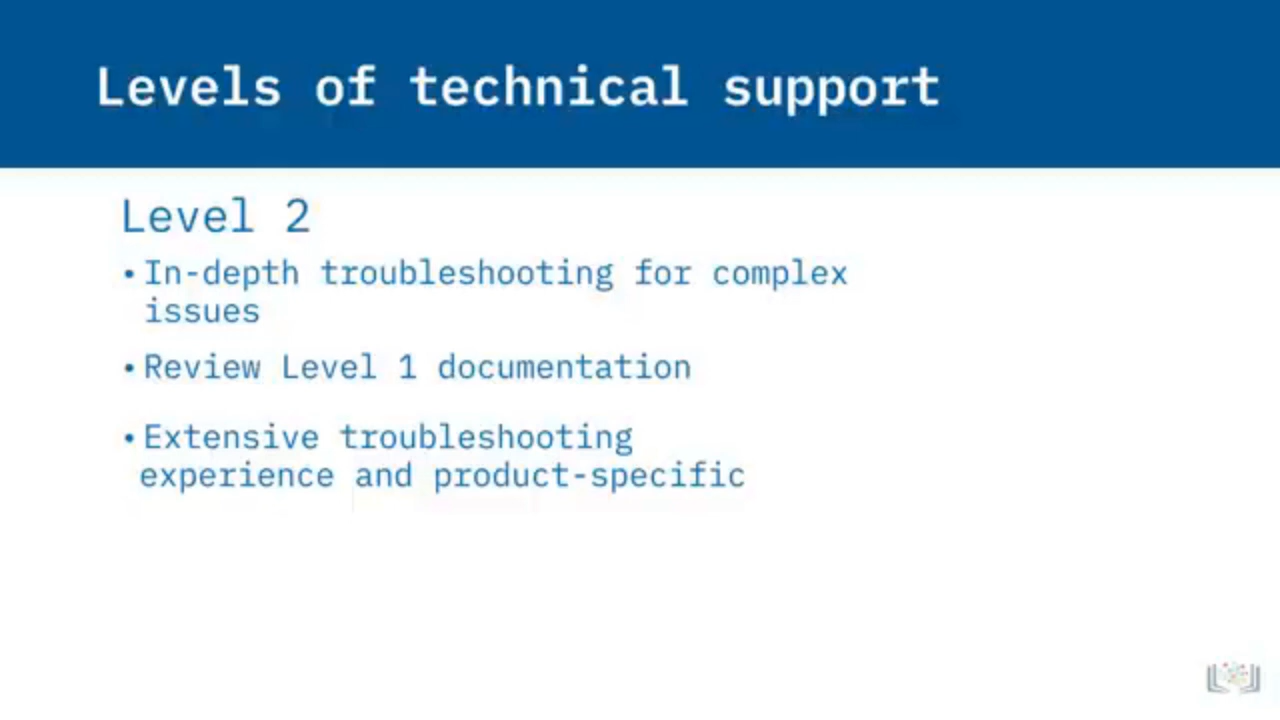 Levels of technical support
Level 2
• In-depth troubleshooting for complex
issues
• Review Level 1 documentation
• Extensive troubleshooting
experience and product-specific